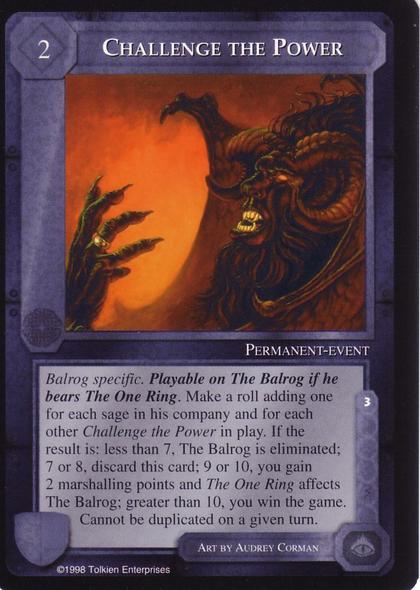 2
CHALLENGE THE POWER
PERMANENT-EVENT
Balrog specific. Playable on The Balrog if he
bears The One Ring. Make a roll adding one
for each sage in his company and for each
other Challenge the Power in play. If the
result is: less than 7, The Balrog is eliminated;
7 or 8, discard this card; 9 or 10, you gain
2 marshalling points and The One Ring affects
The Balrog; greater than 10, you win the game.
Cannot be duplicated on a given turn.
3
ART BY AUDREY CORMAN
©1998 Tolkien Enterprises